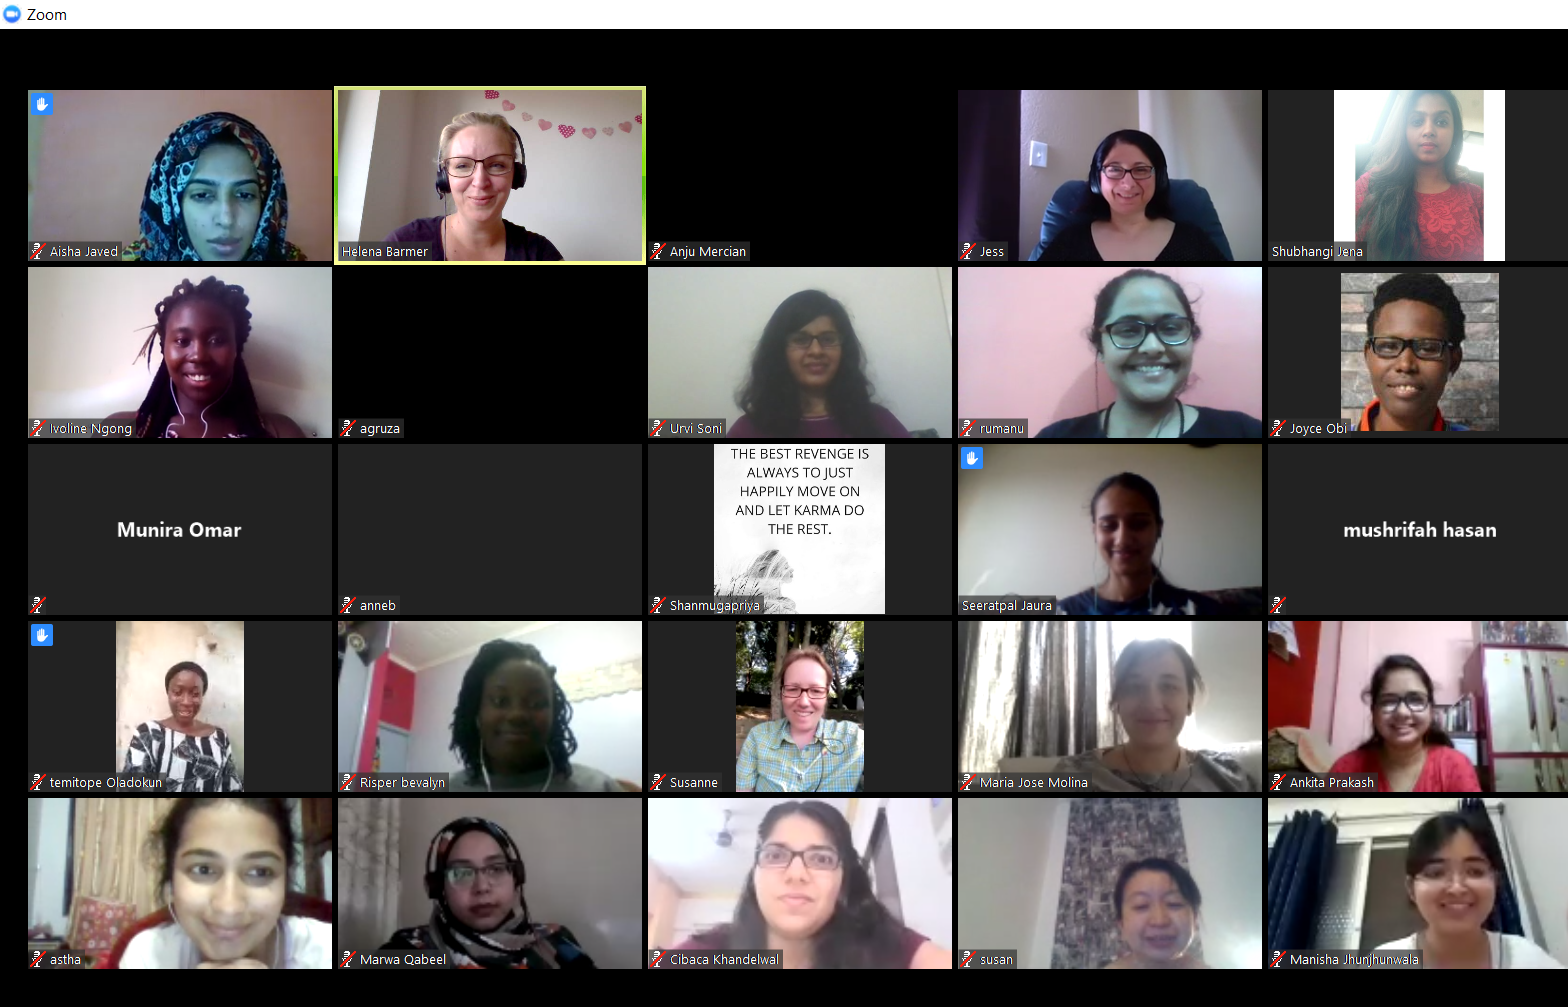 Zoom
Aisha Javed
Helena Barmer
Anju Mercian
Jess
Shubhangi Jena
Ivoline Ngong
agruza
Urvi Soni
rumanu
Joyce Obi
Munira Omar
anneb
THE BEST REVENGE IS
ALWAYS TO JUST
HAPPILY MOVE ON
AND LET KARMA DO
THE REST.
Shanmugapriya
Seeratpal Jaura
mushrifah hasan
temitope Oladokun
Risper bevalyn
Susanne
Maria Jose Molina
Ankita Prakash
astha
Marwa Qabeel
Cibaca Khandelwal
susan
Manisha Jhunjhunwala